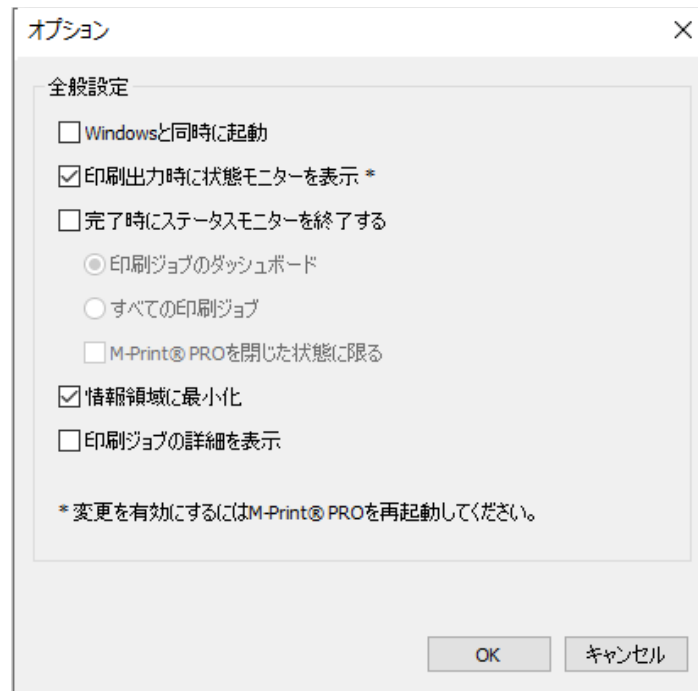 オプション
全般設定
Windowsと同時に起動
印刷出力時に状態モニターを表示 *
完了時にステータスモニターを終了する
印刷ジョブのダッシュボード
すべての印刷ジョブ
M-Print® PROを閉じた状態に限る
情報領域に最小化
印刷ジョブの詳細を表示
* 変更を有効にするにはM-Print® PROを再起動してください。
OK
キャンセル